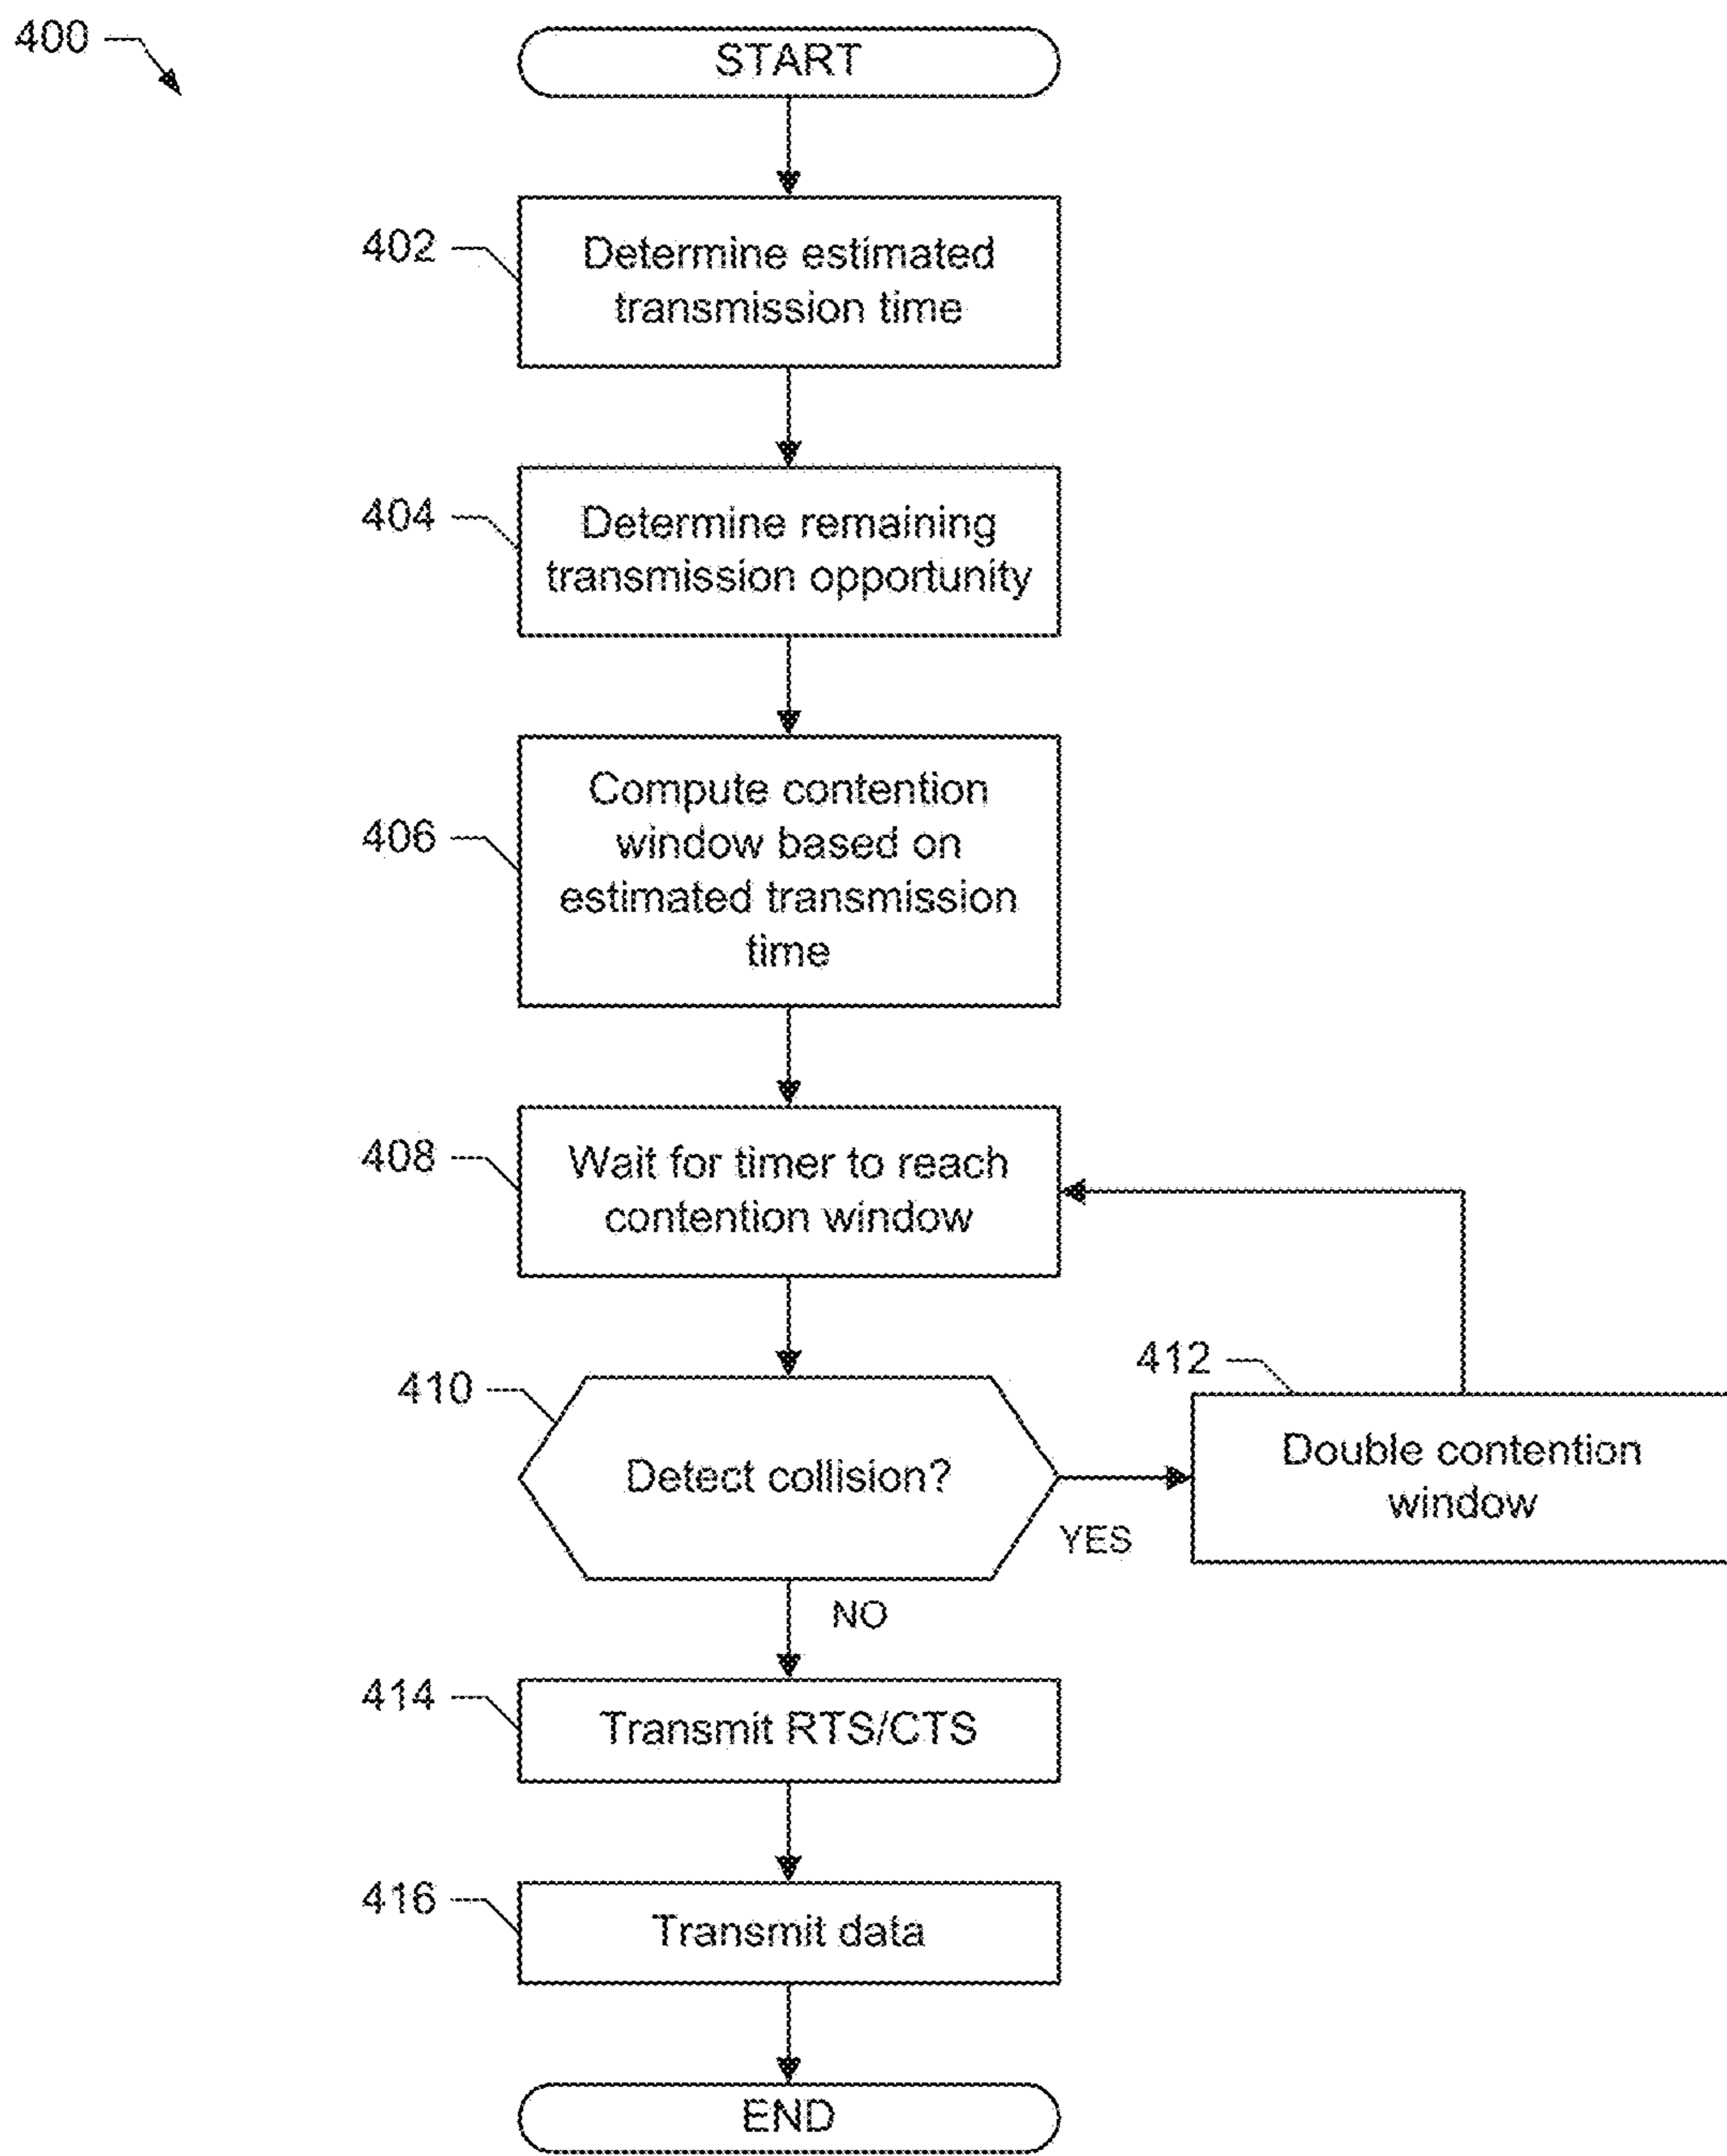 400
START
402
Determine estimated
transmission time
404
Determine remaining
transmission opportunity
406
Compute contention
window based on
estimated transmission
time
408
Wait for timer to reach
contention window
410
Detect collision?
YES
412
Double contention
window
NO
414
Transmit RTS/CTS
416
Transmit data
END